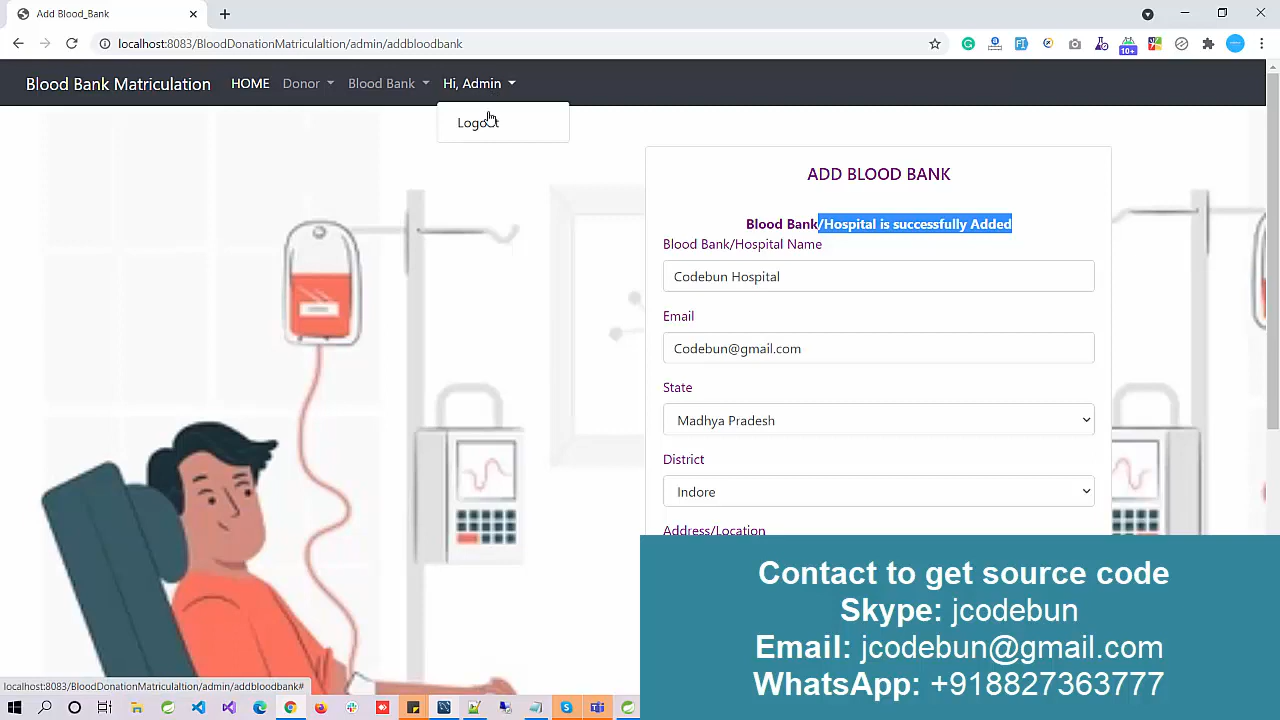 Add Blood_Bank
localhost:8083/BloodDonationMatriculaltion/admin/addbloodbank
10+
Blood Bank Matriculation HOME Donor Blood Bank Hi, Admin
Logout
ADD BLOOD BANK
Blood Bank/Hospital is successfully Added
Blood Bank/Hospital Name
Codebun Hospital
Email
Codebun@gmail.com
State
Madhya Pradesh
District
Indore
Address/Location
Contact to get source code
Skype: jcodebun
Email: jcodebun@gmail.com
WhatsApp: +918827363777
localhost:8083/BloodDonationMatriculaltion/admin/addbloodbank#